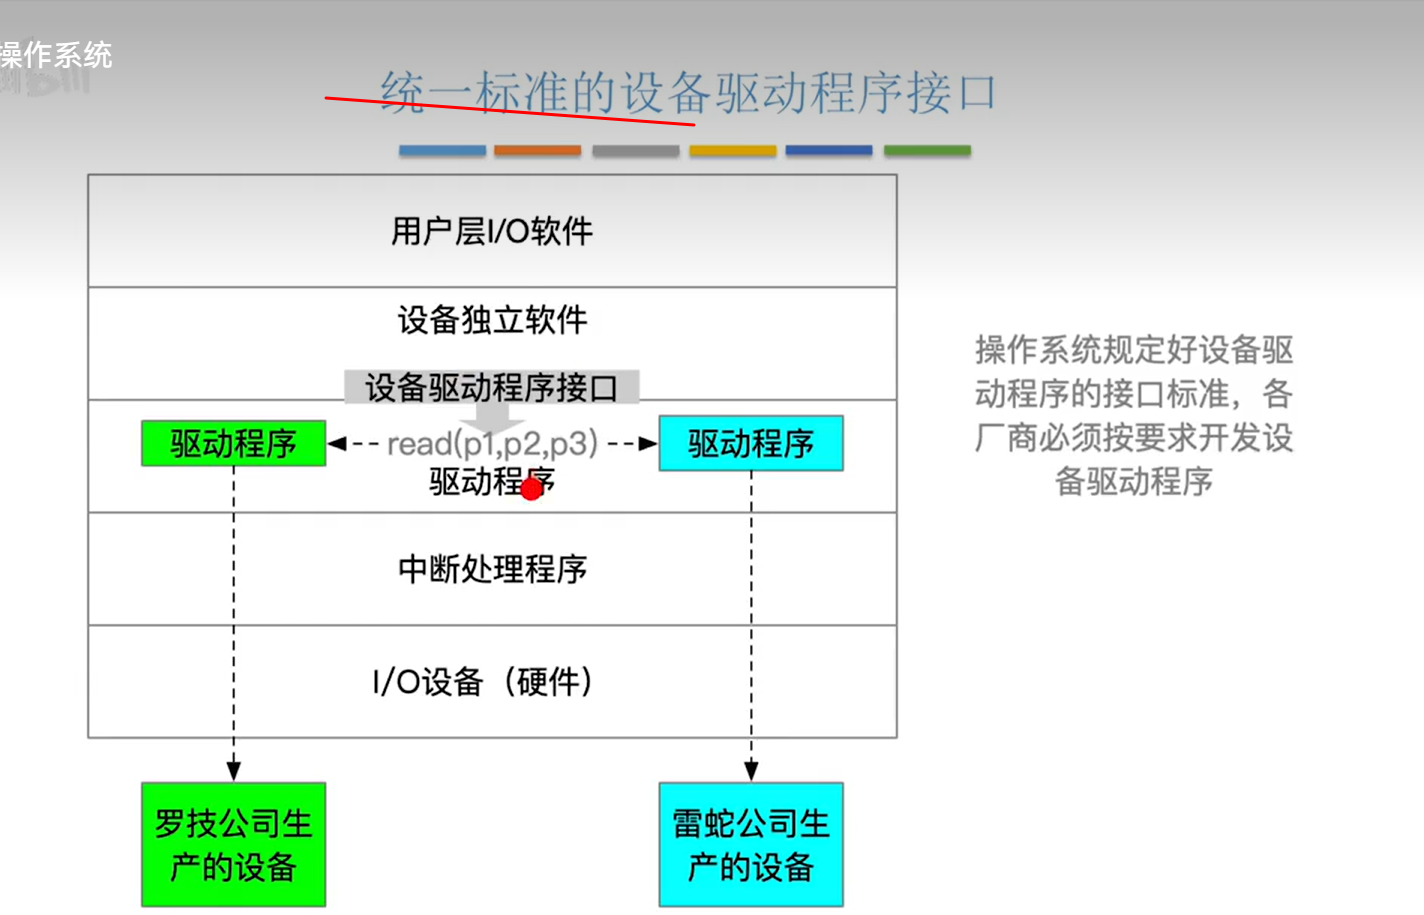 操作系统
统一标准的设备驱动程序接口
用户层I/O软件
设备独立软件
设备驱动程序接口
驱动程序
read(p1,p2,p3)
驱动程序
驱动程序
中断处理程序
I/O设备（硬件）
罗技公司生
产的设备
雷蛇公司生
产的设备
操作系统规定好设备驱
动程序的接口标准，各
厂商必须按要求开发设
备驱动程序